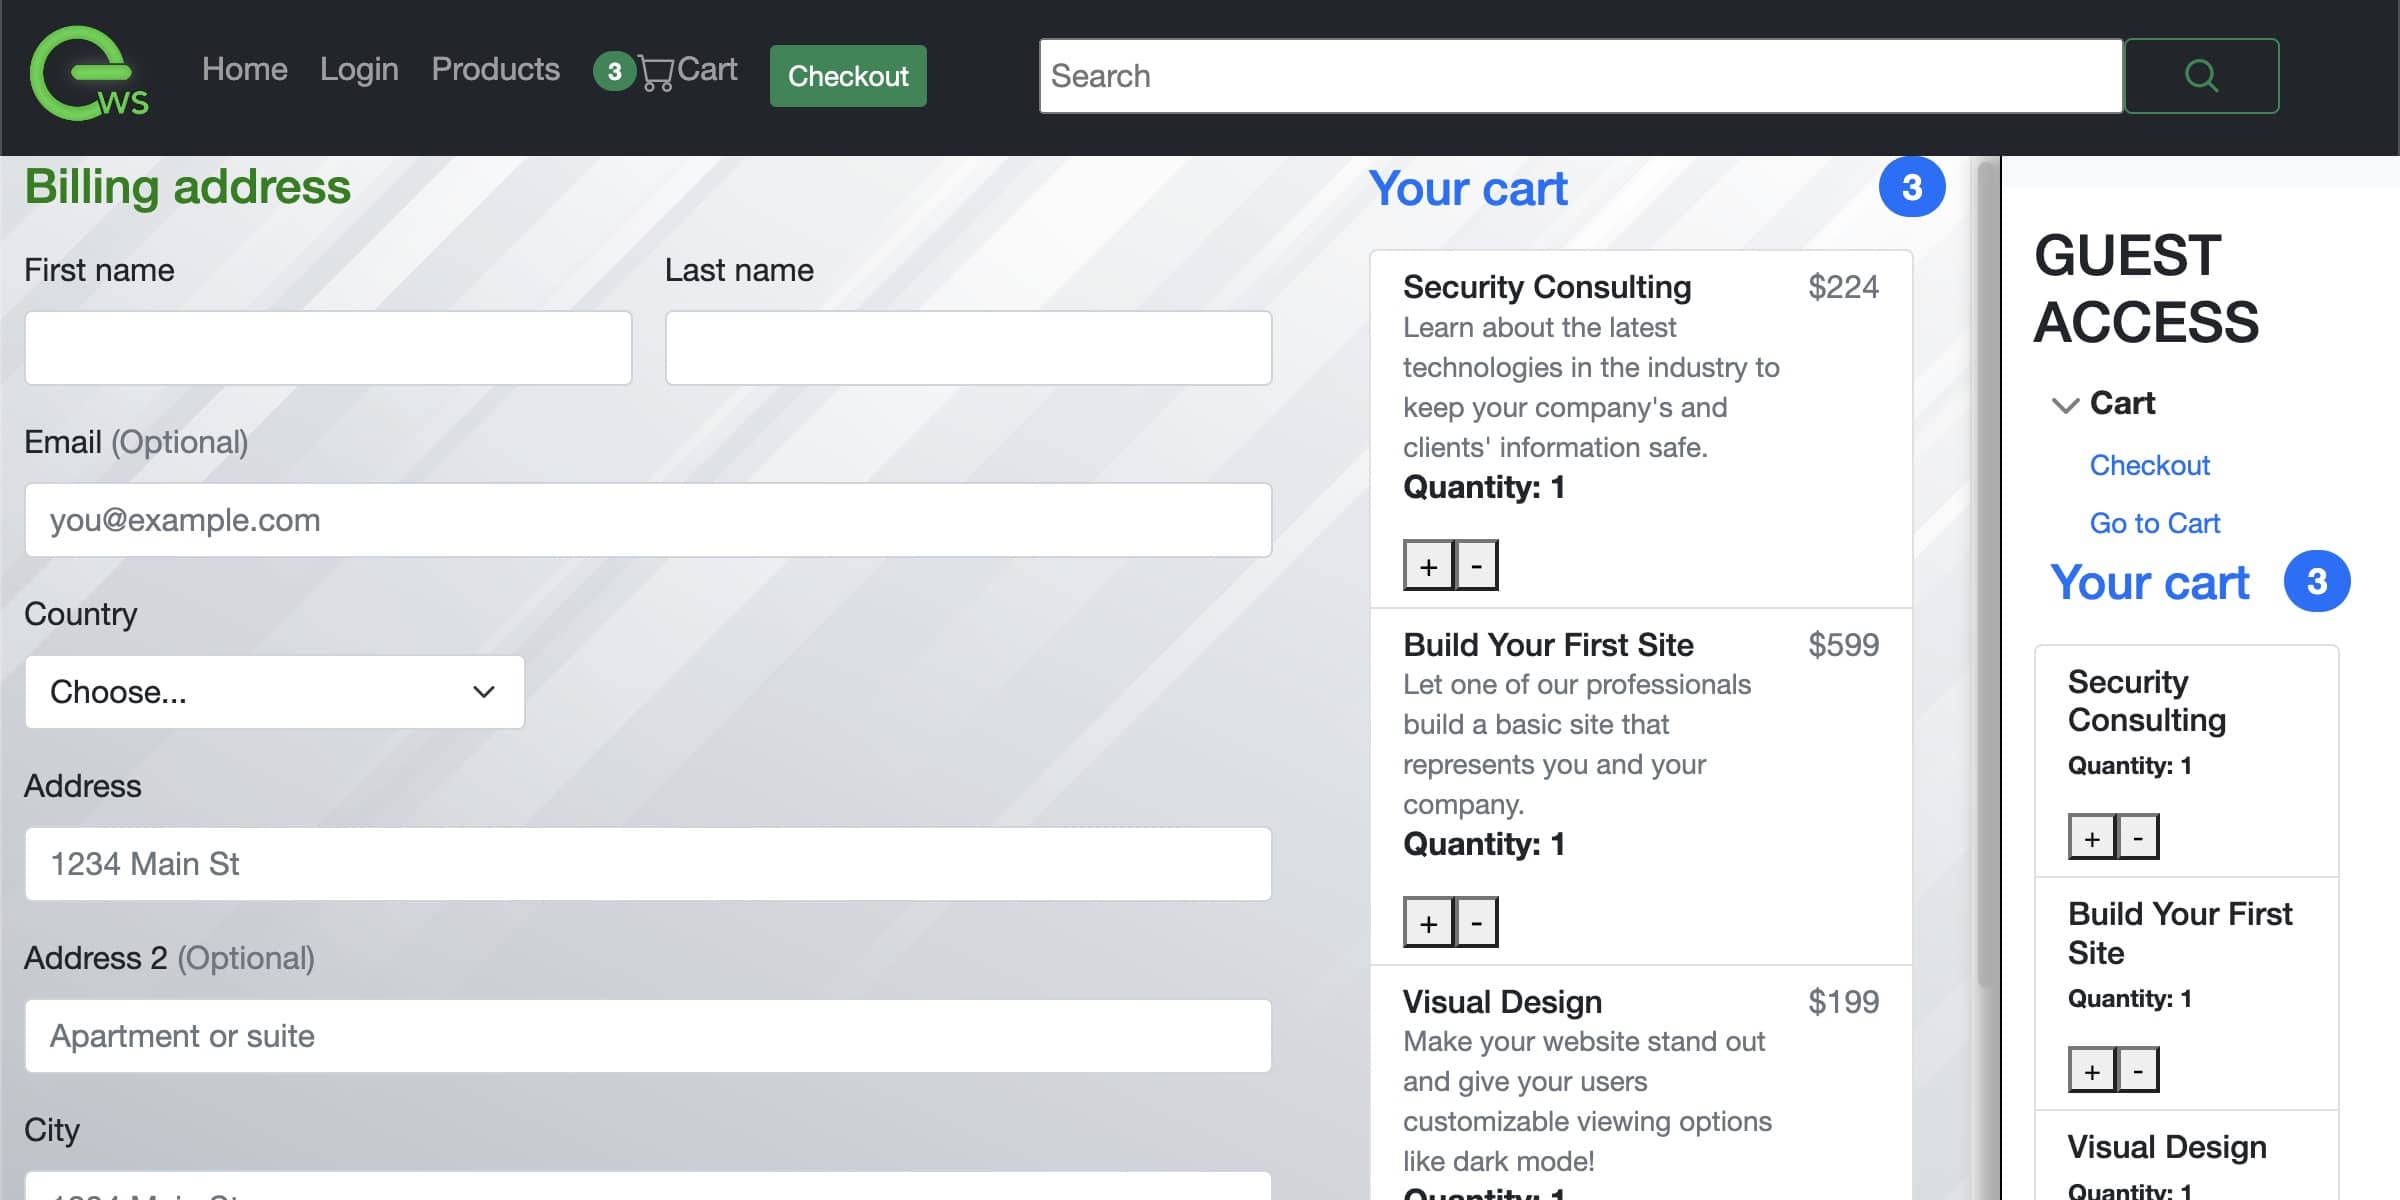 ws
Home
Login
Products
3
Cart
Checkout
Search
Billing address
First name
Last name
Email (Optional)
you@example.com
Country
Choose...
Address
1234 Main St
Address 2 (Optional)
Apartment or suite
City
Your cart
3
Security Consulting
$224
Learn about the latest
technologies in the industry to
keep your company's and
clients' information safe.
Quantity: 1
+
-
Build Your First Site
$599
Let one of our professionals
build a basic site that
represents you and your
company.
Quantity: 1
+
-
Visual Design
$199
Make your website stand out
and give your users
customizable viewing options
like dark mode!
Quantity: 1
GUEST
ACCESS
Cart
Checkout
Go to Cart
Your cart
3
Security
Consulting
Quantity: 1
+
-
Build Your First
Site
Quantity: 1
+
-
Visual Design
Quantity: 1